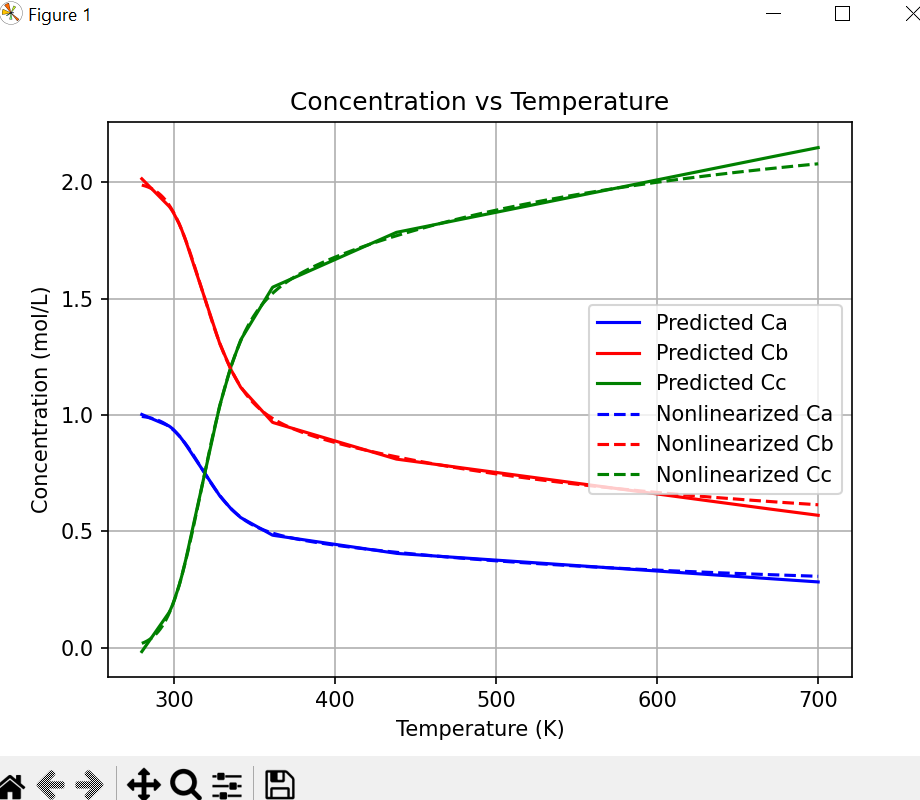 Figure 1
Concentration vs Temperature
Concentration (mol/L)
2.0
1.5
1.0
0.5
0.0
Predicted Ca
Predicted Cb
Predicted Cc
Nonlinearized Ca
Nonlinearized Cb
Nonlinearized Cc
300 400 500 600 700
Temperature (K)